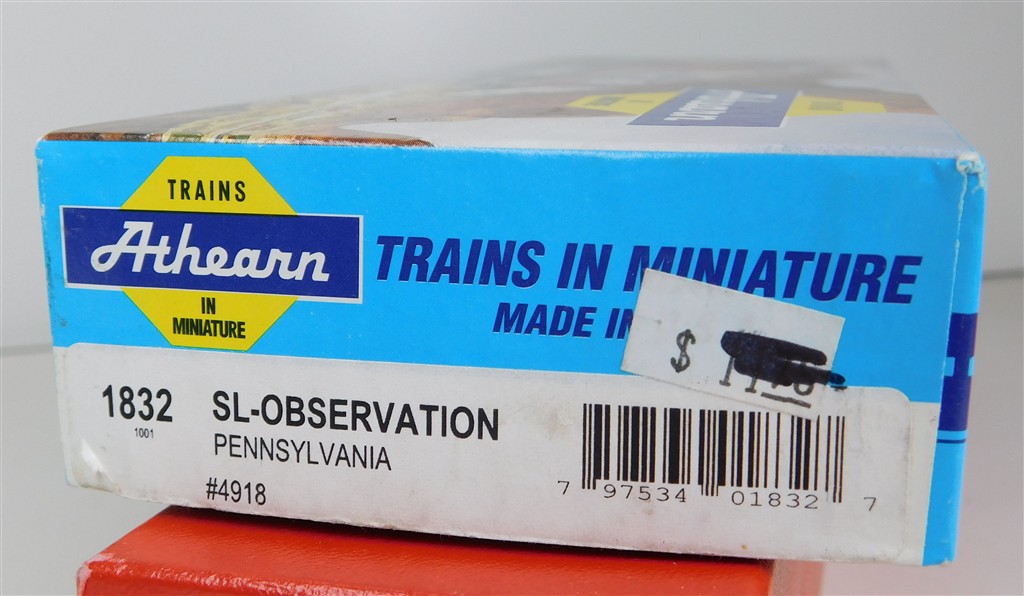 Athearn
TRAINS
Athearn
IN
MINIATURE
TRAINS IN MINIATURE
MADE IN
$
1832
SL-OBSERVATION
1001
PENNSYLVANIA
#4918
7 97534 01832 7